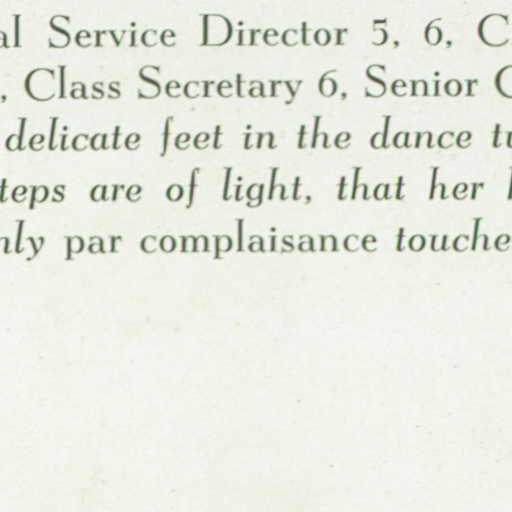 al Service Director 5, 6, C
, Class Secretary 6, Senior C
delicate feet in the dance tu
teps are of light, that her
nly par complaisance touche